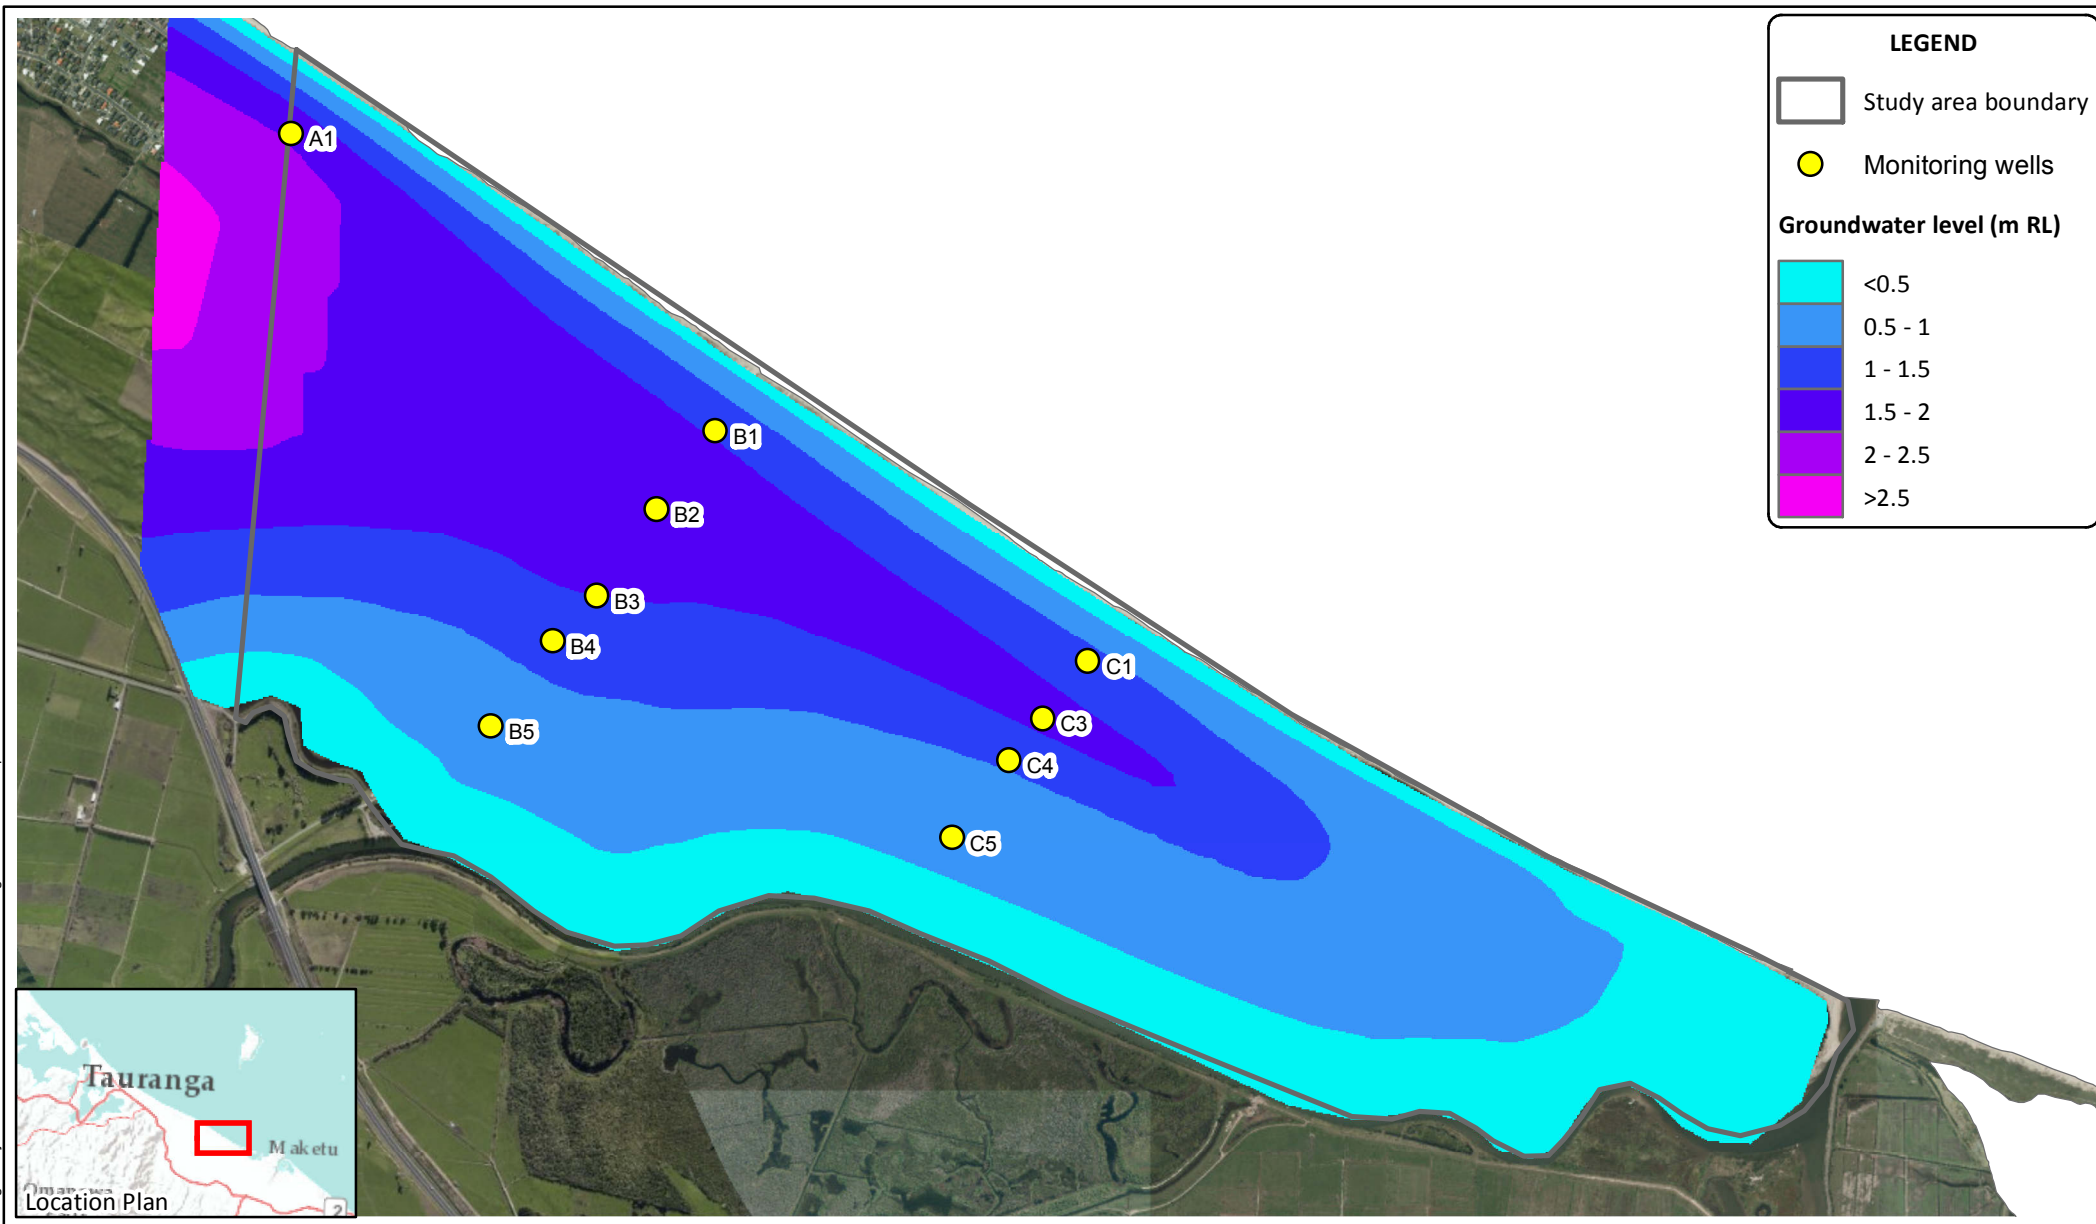 LEGEND
Study area boundary
Monitoring wells
Groundwater level (m RL)
<0.5
0.5 - 1
1 - 1.5
1.5 - 2
2 - 2.5
>2.5
A1
B1
B2
B3
B4
B5
C1
C3
C4
C5
Tauranga
Maketu
2
Location Plan